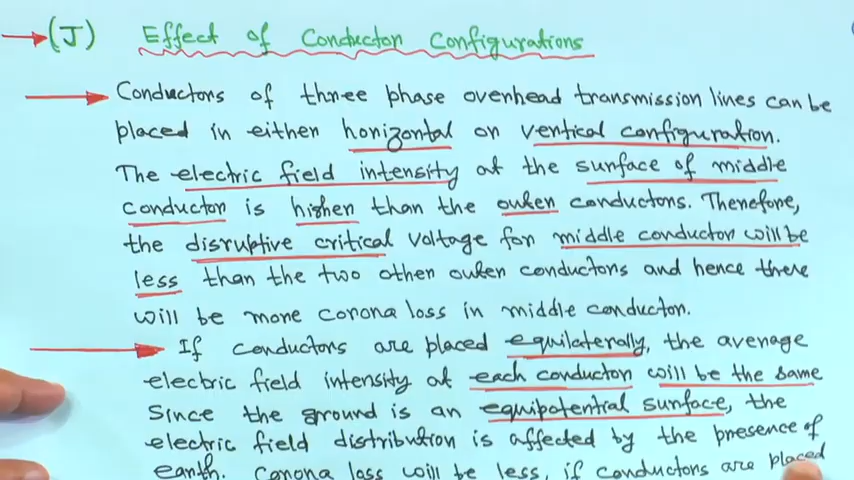 (J) Effect of Conductor Configurations
Conductors of three phase overhead transmission lines can be
placed in either horizontal or vertical configuration.
The electric field intensity at the surface of middle
conductor is higher than the outer conductors. Therefore,
the disruptive critical voltage for middle conductor will be
less than the two other outer conductors and hence there
will be more corona loss in middle conductor.
If conductors are placed equilaterally, the average
electric field intensity at each conductor will be the same
Since the ground is an equipotential surface, the
electric field distribution is affected by the presence of
earth. Corona loss will be less, if conductors are placed